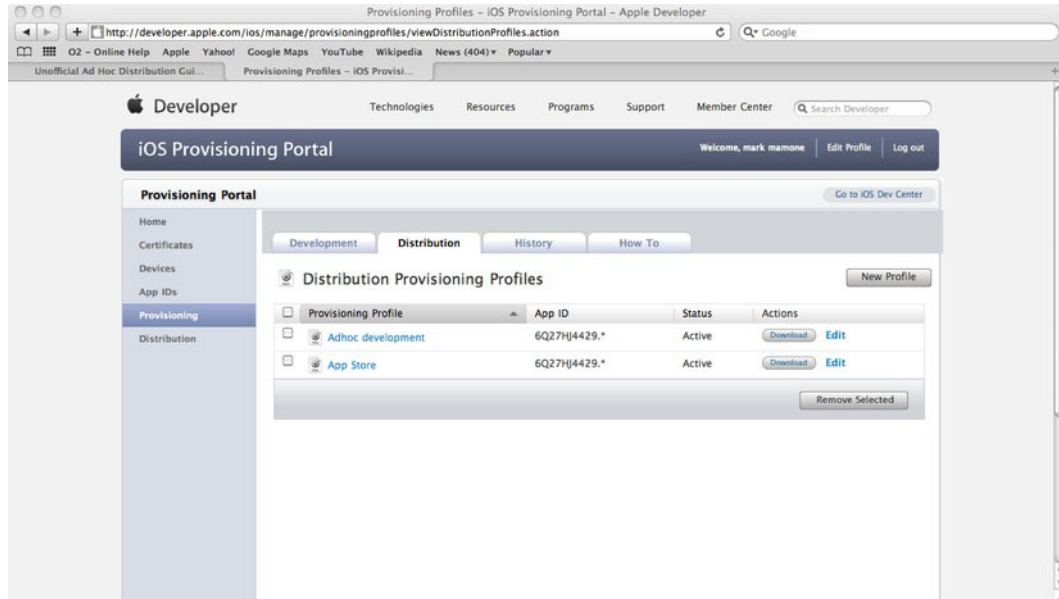 Provisioning Profiles – iOS Provisioning Portal – Apple Developer
http://developer.apple.com/ios/manage/provisioningprofiles/viewDistributionProfiles.action Google
O2 – Online Help Apple Yahoo! Google Maps YouTube Wikipedia News (404) Popular
Unofficial Ad Hoc Distribution Gui... Provisioning Profiles – iOS Provisi...
Developer Technologies Resources Programs Support Member Center Search Developer
iOS Provisioning Portal Welcome, mark mamone Edit Profile Log out
Provisioning Portal Go to iOS Dev Center
Home
Certificates
Devices
App IDs
Provisioning
Distribution
Development Distribution History How To
Distribution Provisioning Profiles New Profile
Provisioning Profile App ID Status Actions
Adhoc development 6Q27HJ4429.* Active Download Edit
App Store 6Q27HJ4429.* Active Download Edit
Remove Selected